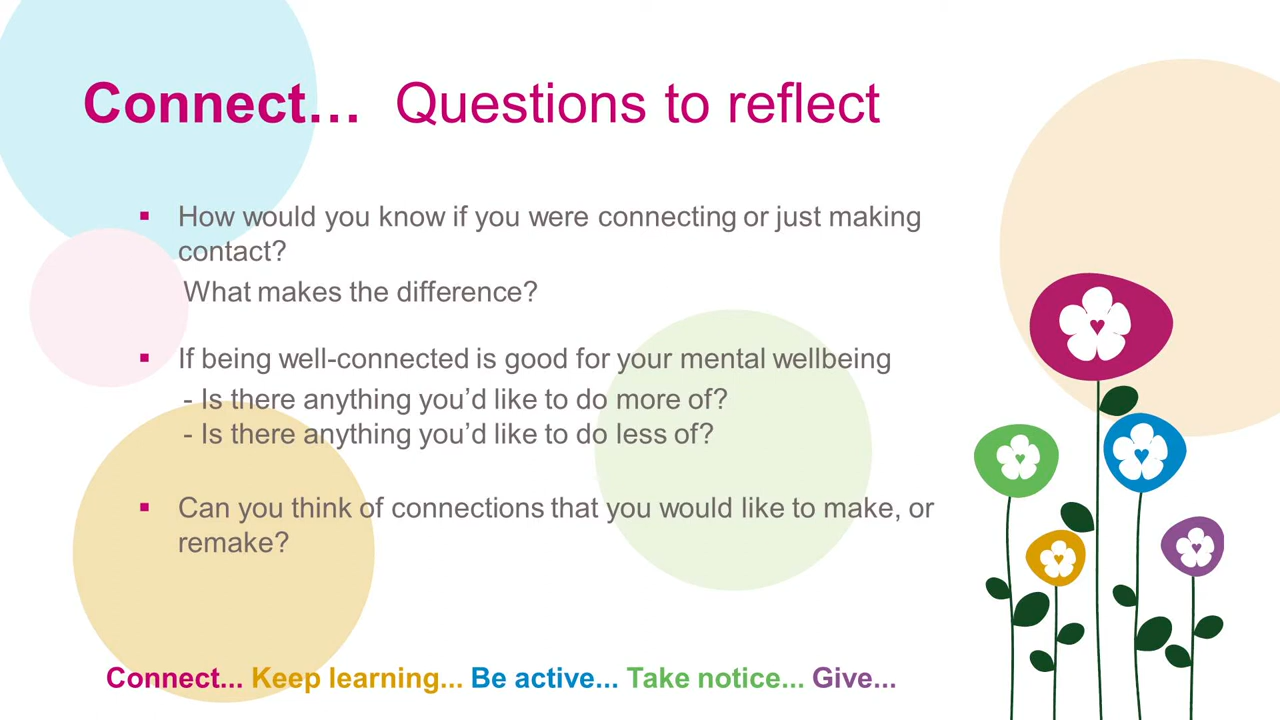 Connect… Questions to reflect
▪ How would you know if you were connecting or just making
contact?
What makes the difference?
▪ If being well-connected is good for your mental wellbeing
- Is there anything you’d like to do more of?
- Is there anything you’d like to do less of?
▪ Can you think of connections that you would like to make, or
remake?
Connect... Keep learning... Be active... Take notice... Give...